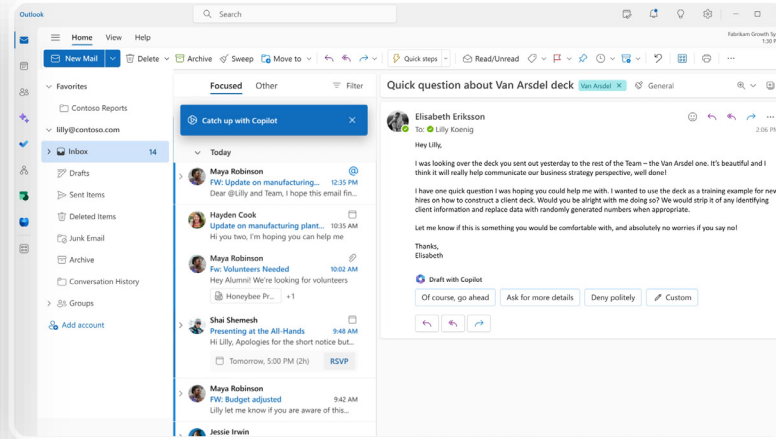 Outlook
Search
Home View Help
Fabrikam Growth Sy
1:30 P
New Mail Delete Archive Sweep Move to Quick steps Read/Unread ...
Favorites
Contoso Reports
lilly@contoso.com
Inbox 14
Drafts
Sent Items
Deleted Items
Junk Email
Archive
Conversation History
Groups
Add account
Focused Other Filter
Catch up with Copilot
Today
Maya Robinson
FW: Update on manufacturing... 12:35 PM
Dear @Lilly and Team, I hope this email fin...
Hayden Cook
Update on manufacturing plant... 10:35 AM
Hi you two, I'm hoping you can help me
Maya Robinson
Fw: Volunteers Needed 10:02 AM
Hey Alumni! We're looking for volunteers
Honeybee Pr... +1
Shai Shemesh
Presenting at the All-Hands 9:48 AM
Hi Lilly, Apologies for the short notice but...
Tomorrow, 5:00 PM (2h) RSVP
Maya Robinson
FW: Budget adjusted 9:42 AM
Lilly let me know if you are aware of this...
Jessie Irwin
Quick question about Van Arsdel deck Van Arsdel × General
Elisabeth Eriksson
To: Lilly Koenig
2:06 PM
Hey Lilly,
I was looking over the deck you sent out yesterday to the rest of the Team – the Van Arsdel one. It's beautiful and I
think it will really help communicate our business strategy perspective, well done!
I have one quick question I was hoping you could help me with. I wanted to use the deck as a training example for new
hires on how to construct a client deck. Would you be alright with me doing so? We would strip it of any identifying
client information and replace data with randomly generated numbers when appropriate.
Let me know if this is something you would be comfortable with, and absolutely no worries if you say no!
Thanks,
Elisabeth
Draft with Copilot
Of course, go ahead Ask for more details Deny politely Custom